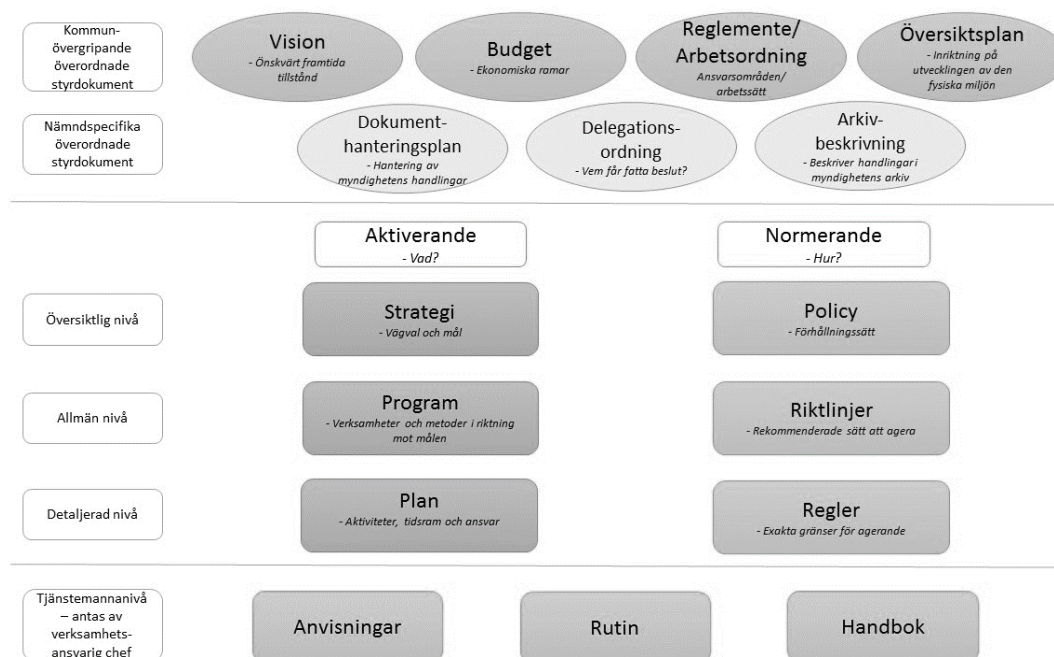 Kommun-
övergripande
överordnade
styrdokument
Vision
- Önskvärt framtida
tillstånd
Budget
- Ekonomiska ramar
Reglemente/
Arbetsordning
Ansvarsområden/
arbetssätt
Översiktsplan
- Inriktning på
utvecklingen av den
fysiska miljön
Nämndspecifika
överordnade
styrdokument
Dokument-
hanteringsplan
- Hantering av
myndighetens handlingar
Delegations-
ordning
- Vem får fatta beslut?
Arkiv-
beskrivning
- Beskriver handlingar i
myndighetens arkiv
Aktiverande
- Vad?
Normerande
- Hur?
Översiktlig nivå
Strategi
- Vägval och mål
Policy
- Förhållningssätt
Allmän nivå
Program
- Verksamheter och metoder i riktning
mot målen
Riktlinjer
- Rekommenderade sätt att agera
Detaljerad nivå
Plan
- Aktiviteter, tidsram och ansvar
Regler
- Exakta gränser för agerande
Tjänstemannanivå
– antas av
verksamhets-
ansvarig chef
Anvisningar
Rutin
Handbok